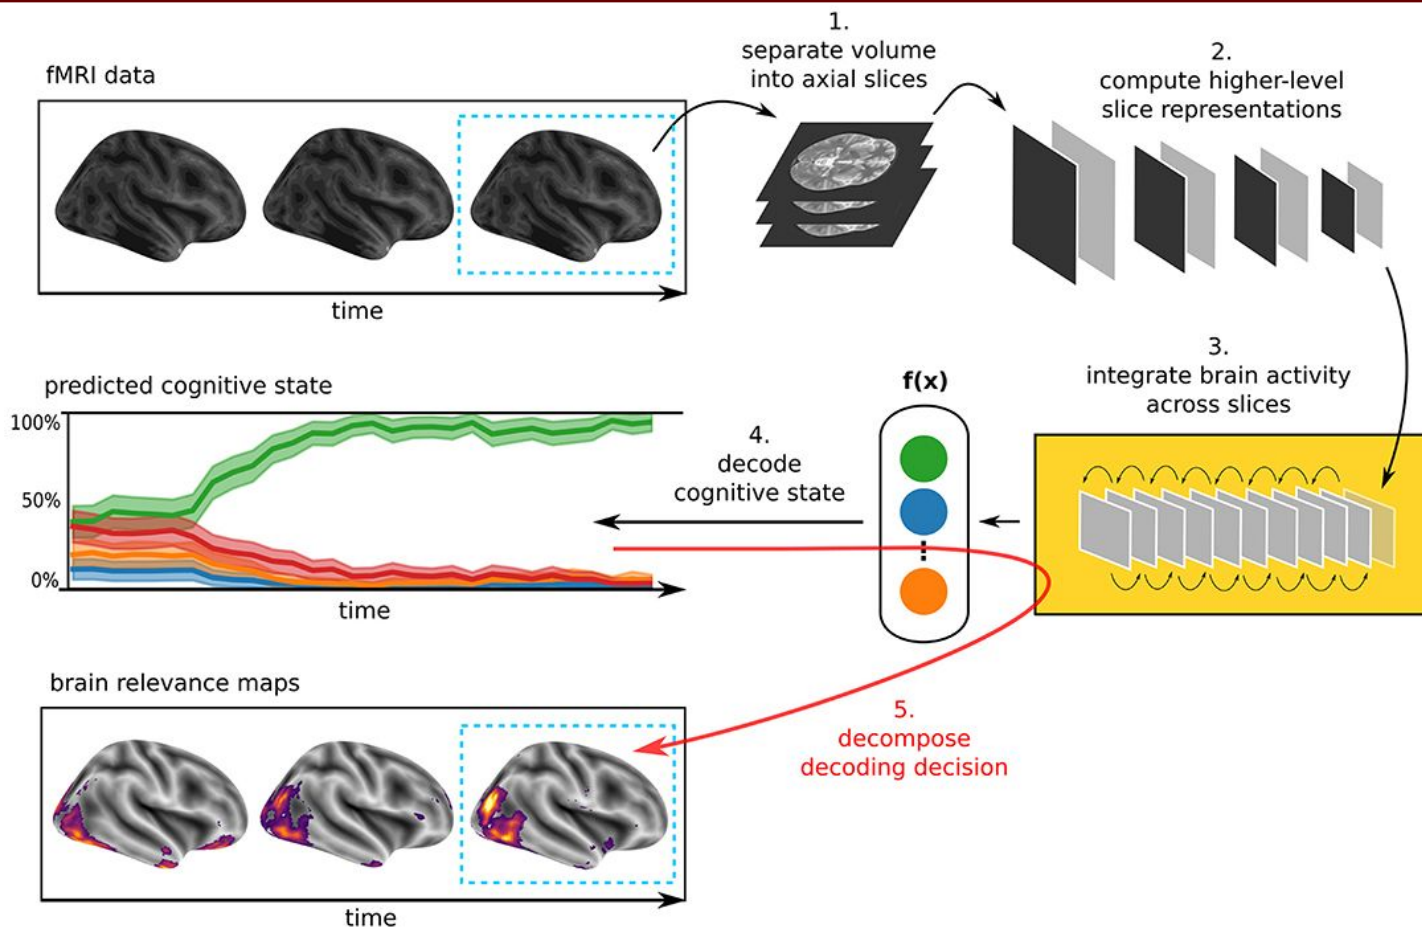 fMRI data
time
1.
separate volume
into axial slices
2.
compute higher-level
slice representations
3.
integrate brain activity
across slices
f(x)
4.
decode
cognitive state
predicted cognitive state
100%
50%
0%
time
5.
decompose
decoding decision
brain relevance maps
time